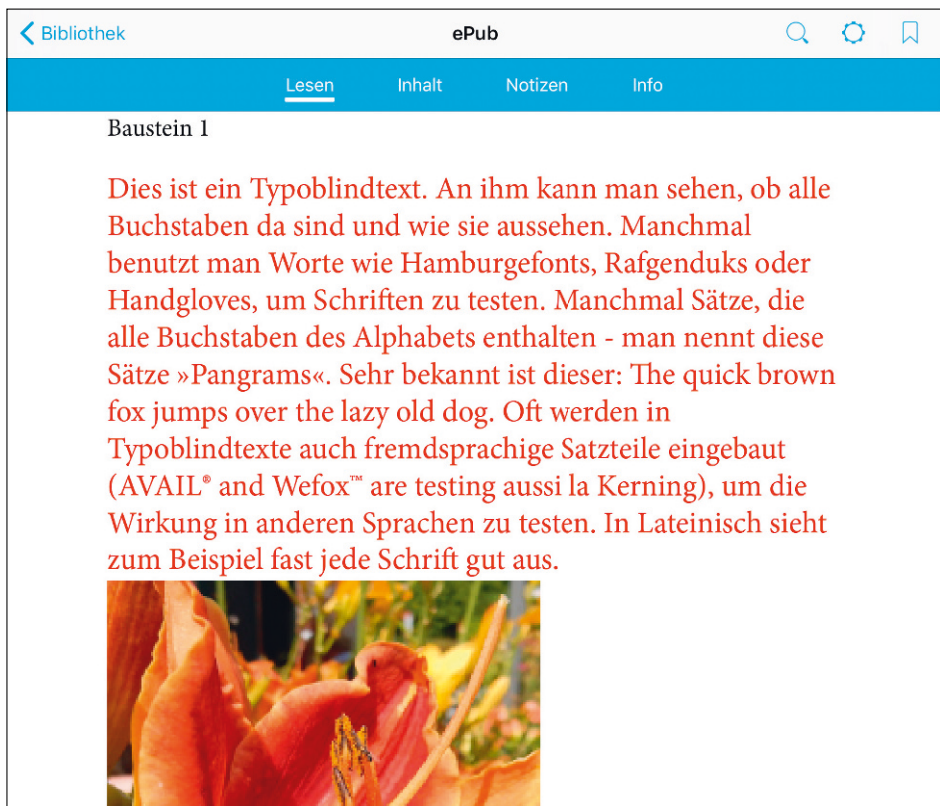 Bibliothek ePub
Lesen Inhalt Notizen Info
Baustein 1
Dies ist ein Typoblindtext. An ihm kann man sehen, ob alle
Buchstaben da sind und wie sie aussehen. Manchmal
benutzt man Worte wie Hamburgefonts, Rafgenduks oder
Handgloves, um Schriften zu testen. Manchmal Sätze, die
alle Buchstaben des Alphabets enthalten - man nennt diese
Sätze »Pangrams«. Sehr bekannt ist dieser: The quick brown
fox jumps over the lazy old dog. Oft werden in
Typoblindtexte auch fremdsprachige Satzteile eingebaut
(AVAIL® and Wefox™ are testing aussi la Kerning), um die
Wirkung in anderen Sprachen zu testen. In Lateinisch sieht
zum Beispiel fast jede Schrift gut aus.